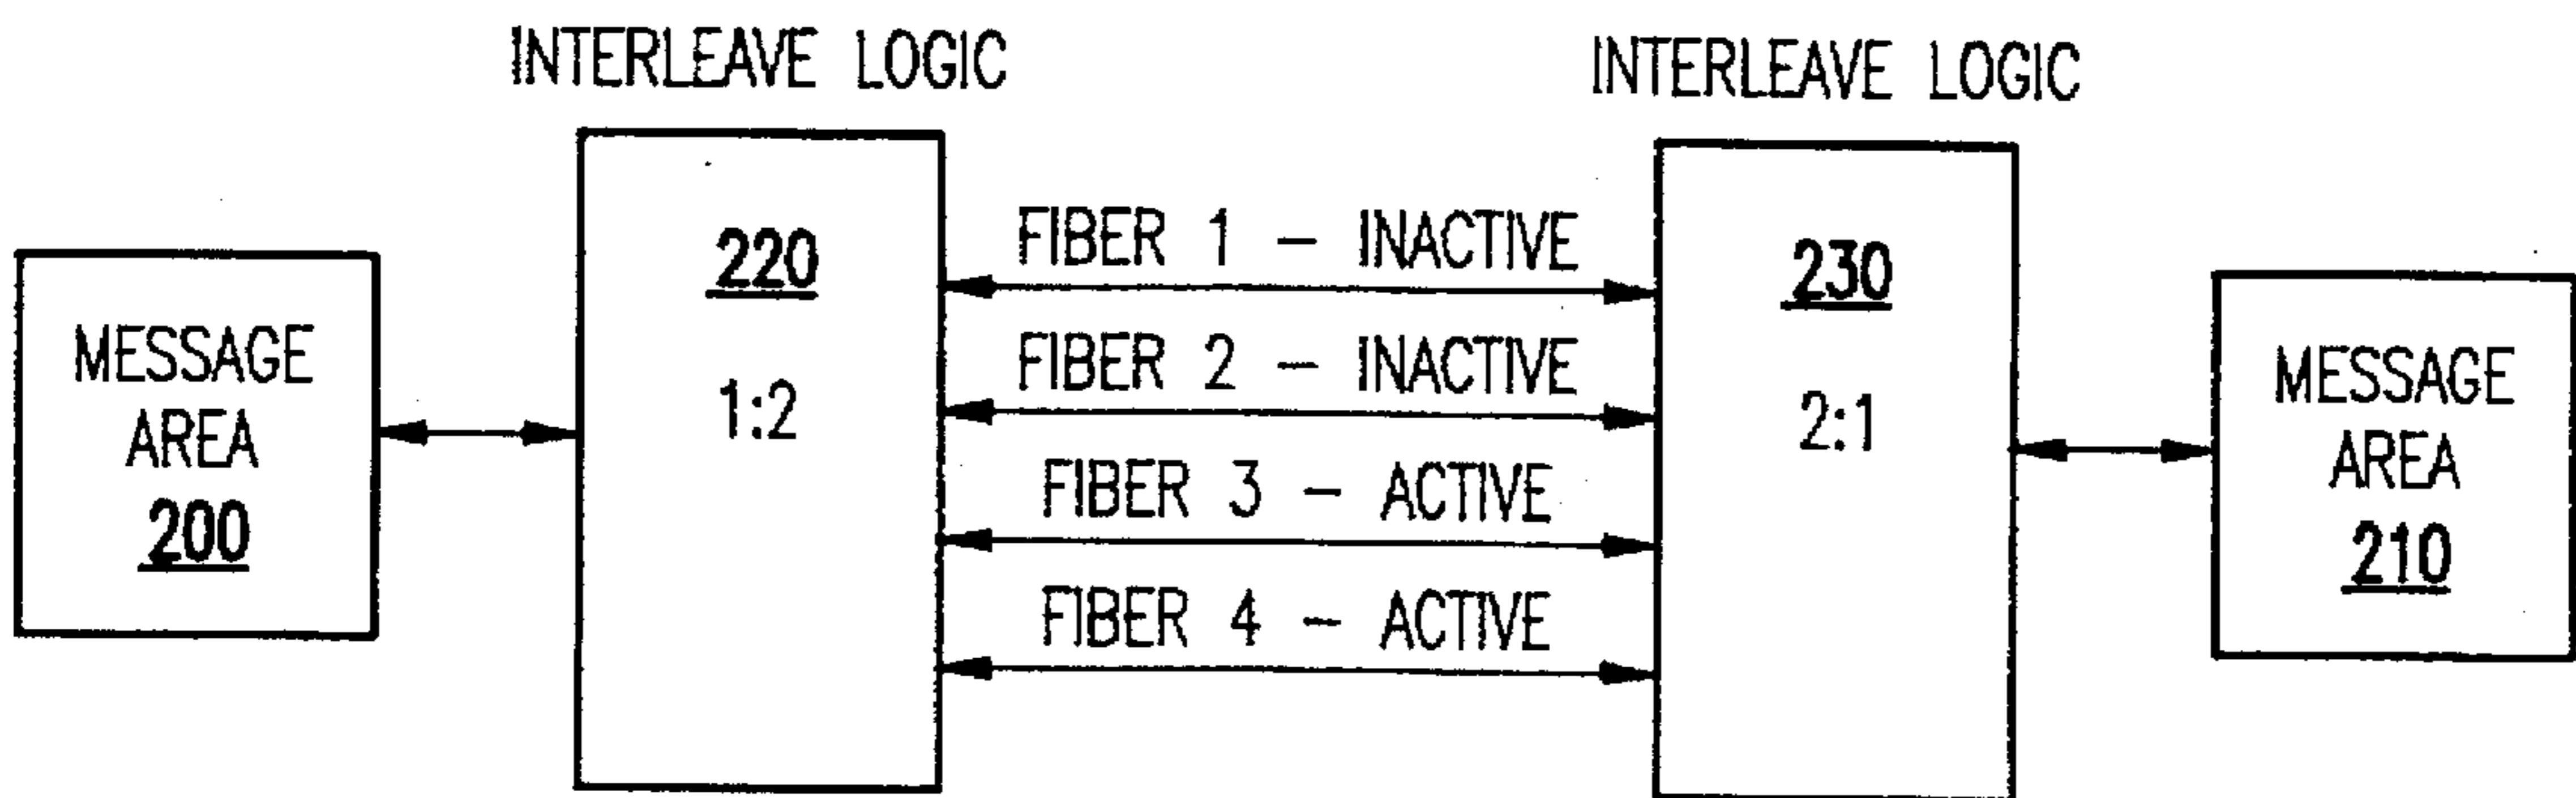 INTERLEAVE LOGIC
INTERLEAVE LOGIC
MESSAGE
AREA
200
220
1:2
FIBER 1 – INACTIVE
FIBER 2 – INACTIVE
FIBER 3 – ACTIVE
FIBER 4 – ACTIVE
230
2:1
MESSAGE
AREA
210